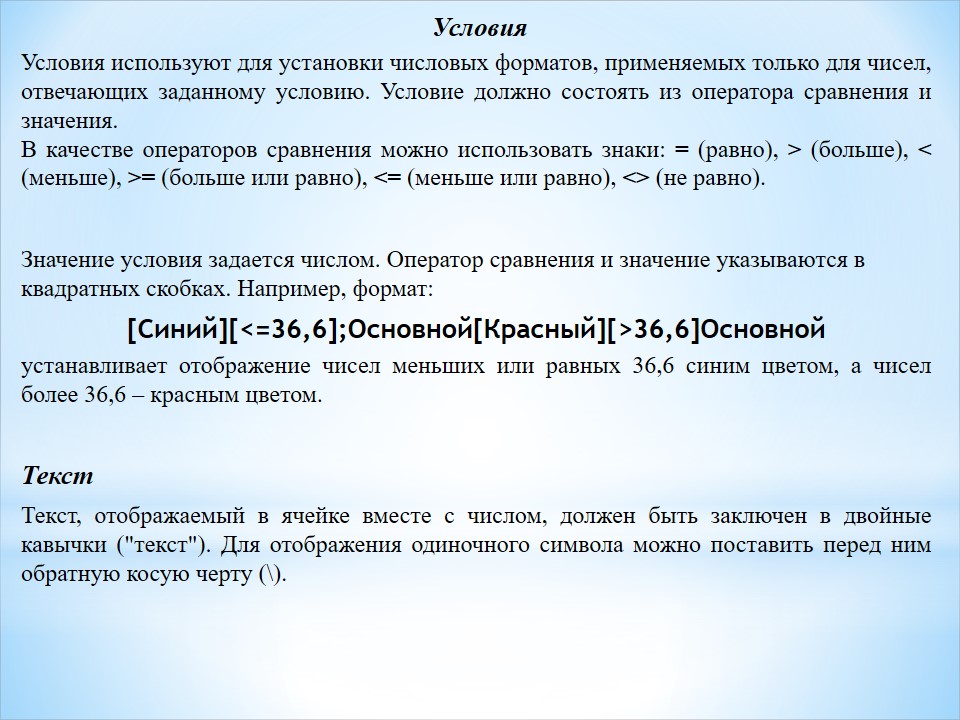 Условия
Условия используют для установки числовых форматов, применяемых только для чисел,
отвечающих заданному условию. Условие должно состоять из оператора сравнения и
значения.
В качестве операторов сравнения можно использовать знаки: = (равно), > (больше), <
(меньше), >= (больше или равно), <= (меньше или равно), <> (не равно).
Значение условия задается числом. Оператор сравнения и значение указываются в
квадратных скобках. Например, формат:
[Синий][<=36,6];Основной[Красный][>36,6]Основной
устанавливает отображение чисел меньших или равных 36,6 синим цветом, а чисел
более 36,6 – красным цветом.
Текст
Текст, отображаемый в ячейке вместе с числом, должен быть заключен в двойные
кавычки ("текст"). Для отображения одиночного символа можно поставить перед ним
обратную косую черту (\).